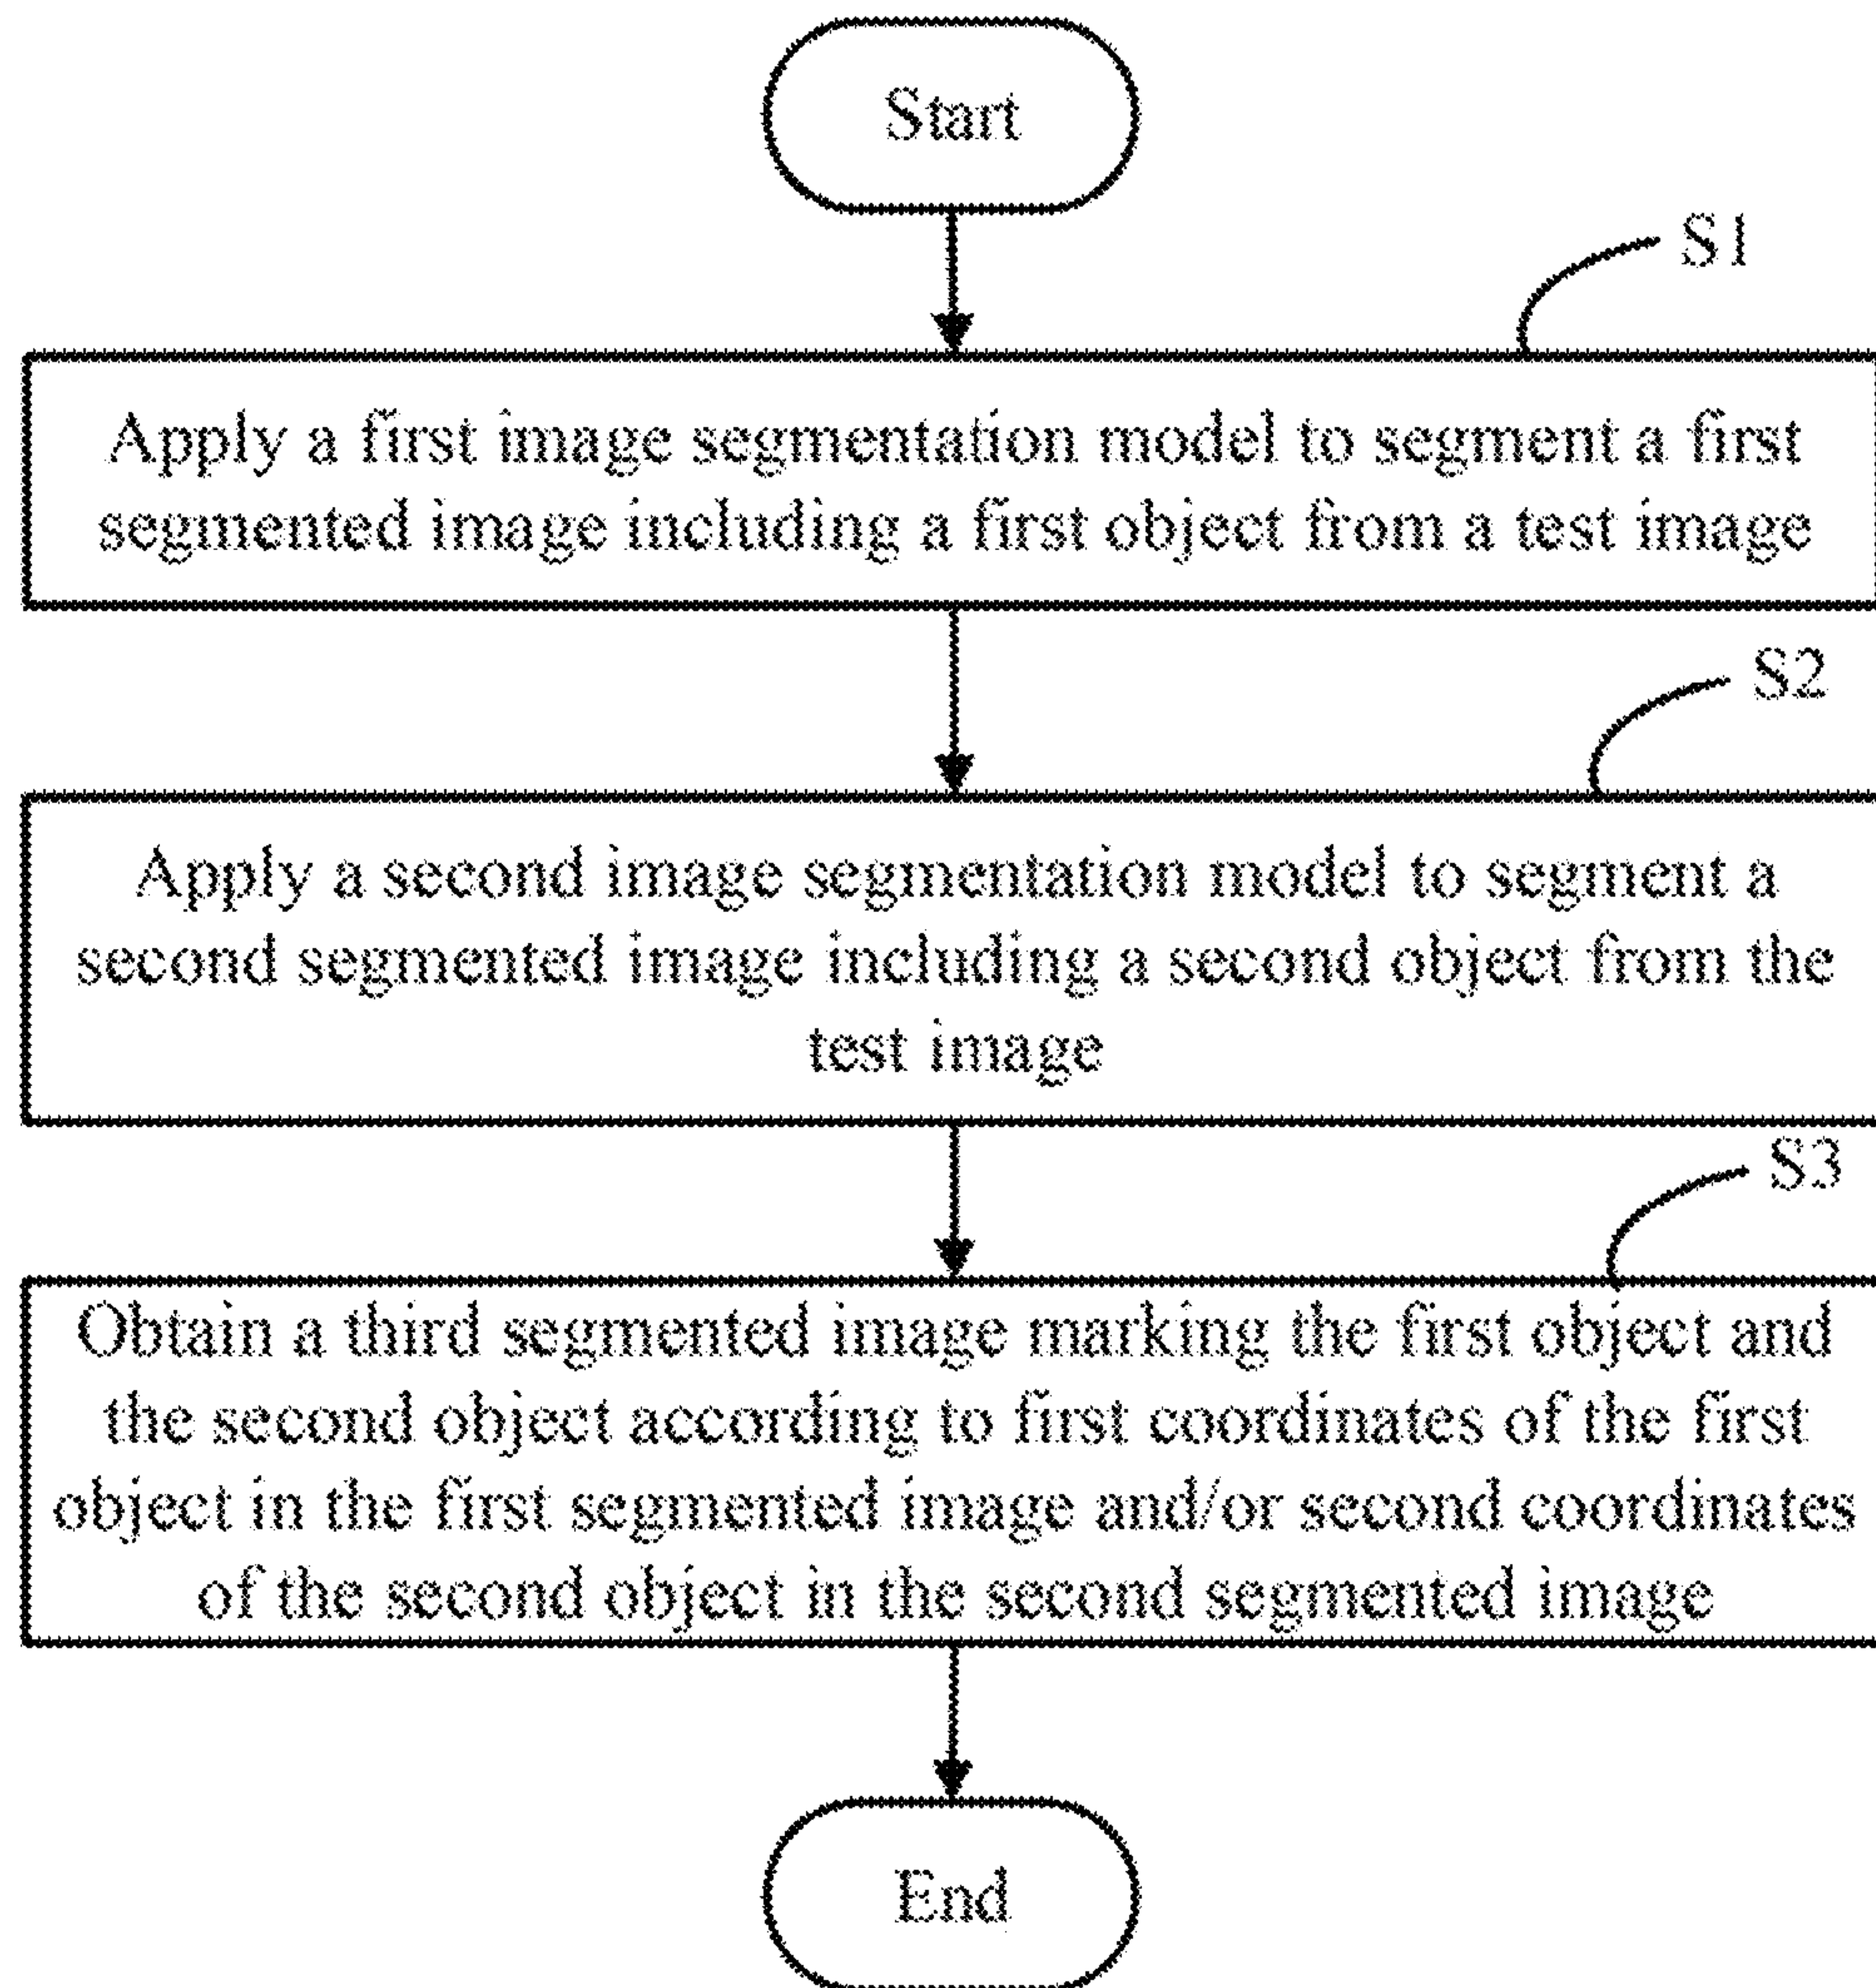 Start
S1
Apply a first image segmentation model to segment a first
segmented image including a first object from a test image
S2
Apply a second image segmentation model to segment a
second segmented image including a second object from the
test image
S3
Obtain a third segmented image marking the first object and
the second object according to first coordinates of the first
object in the first segmented image and/or second coordinates
of the second object in the second segmented image
End